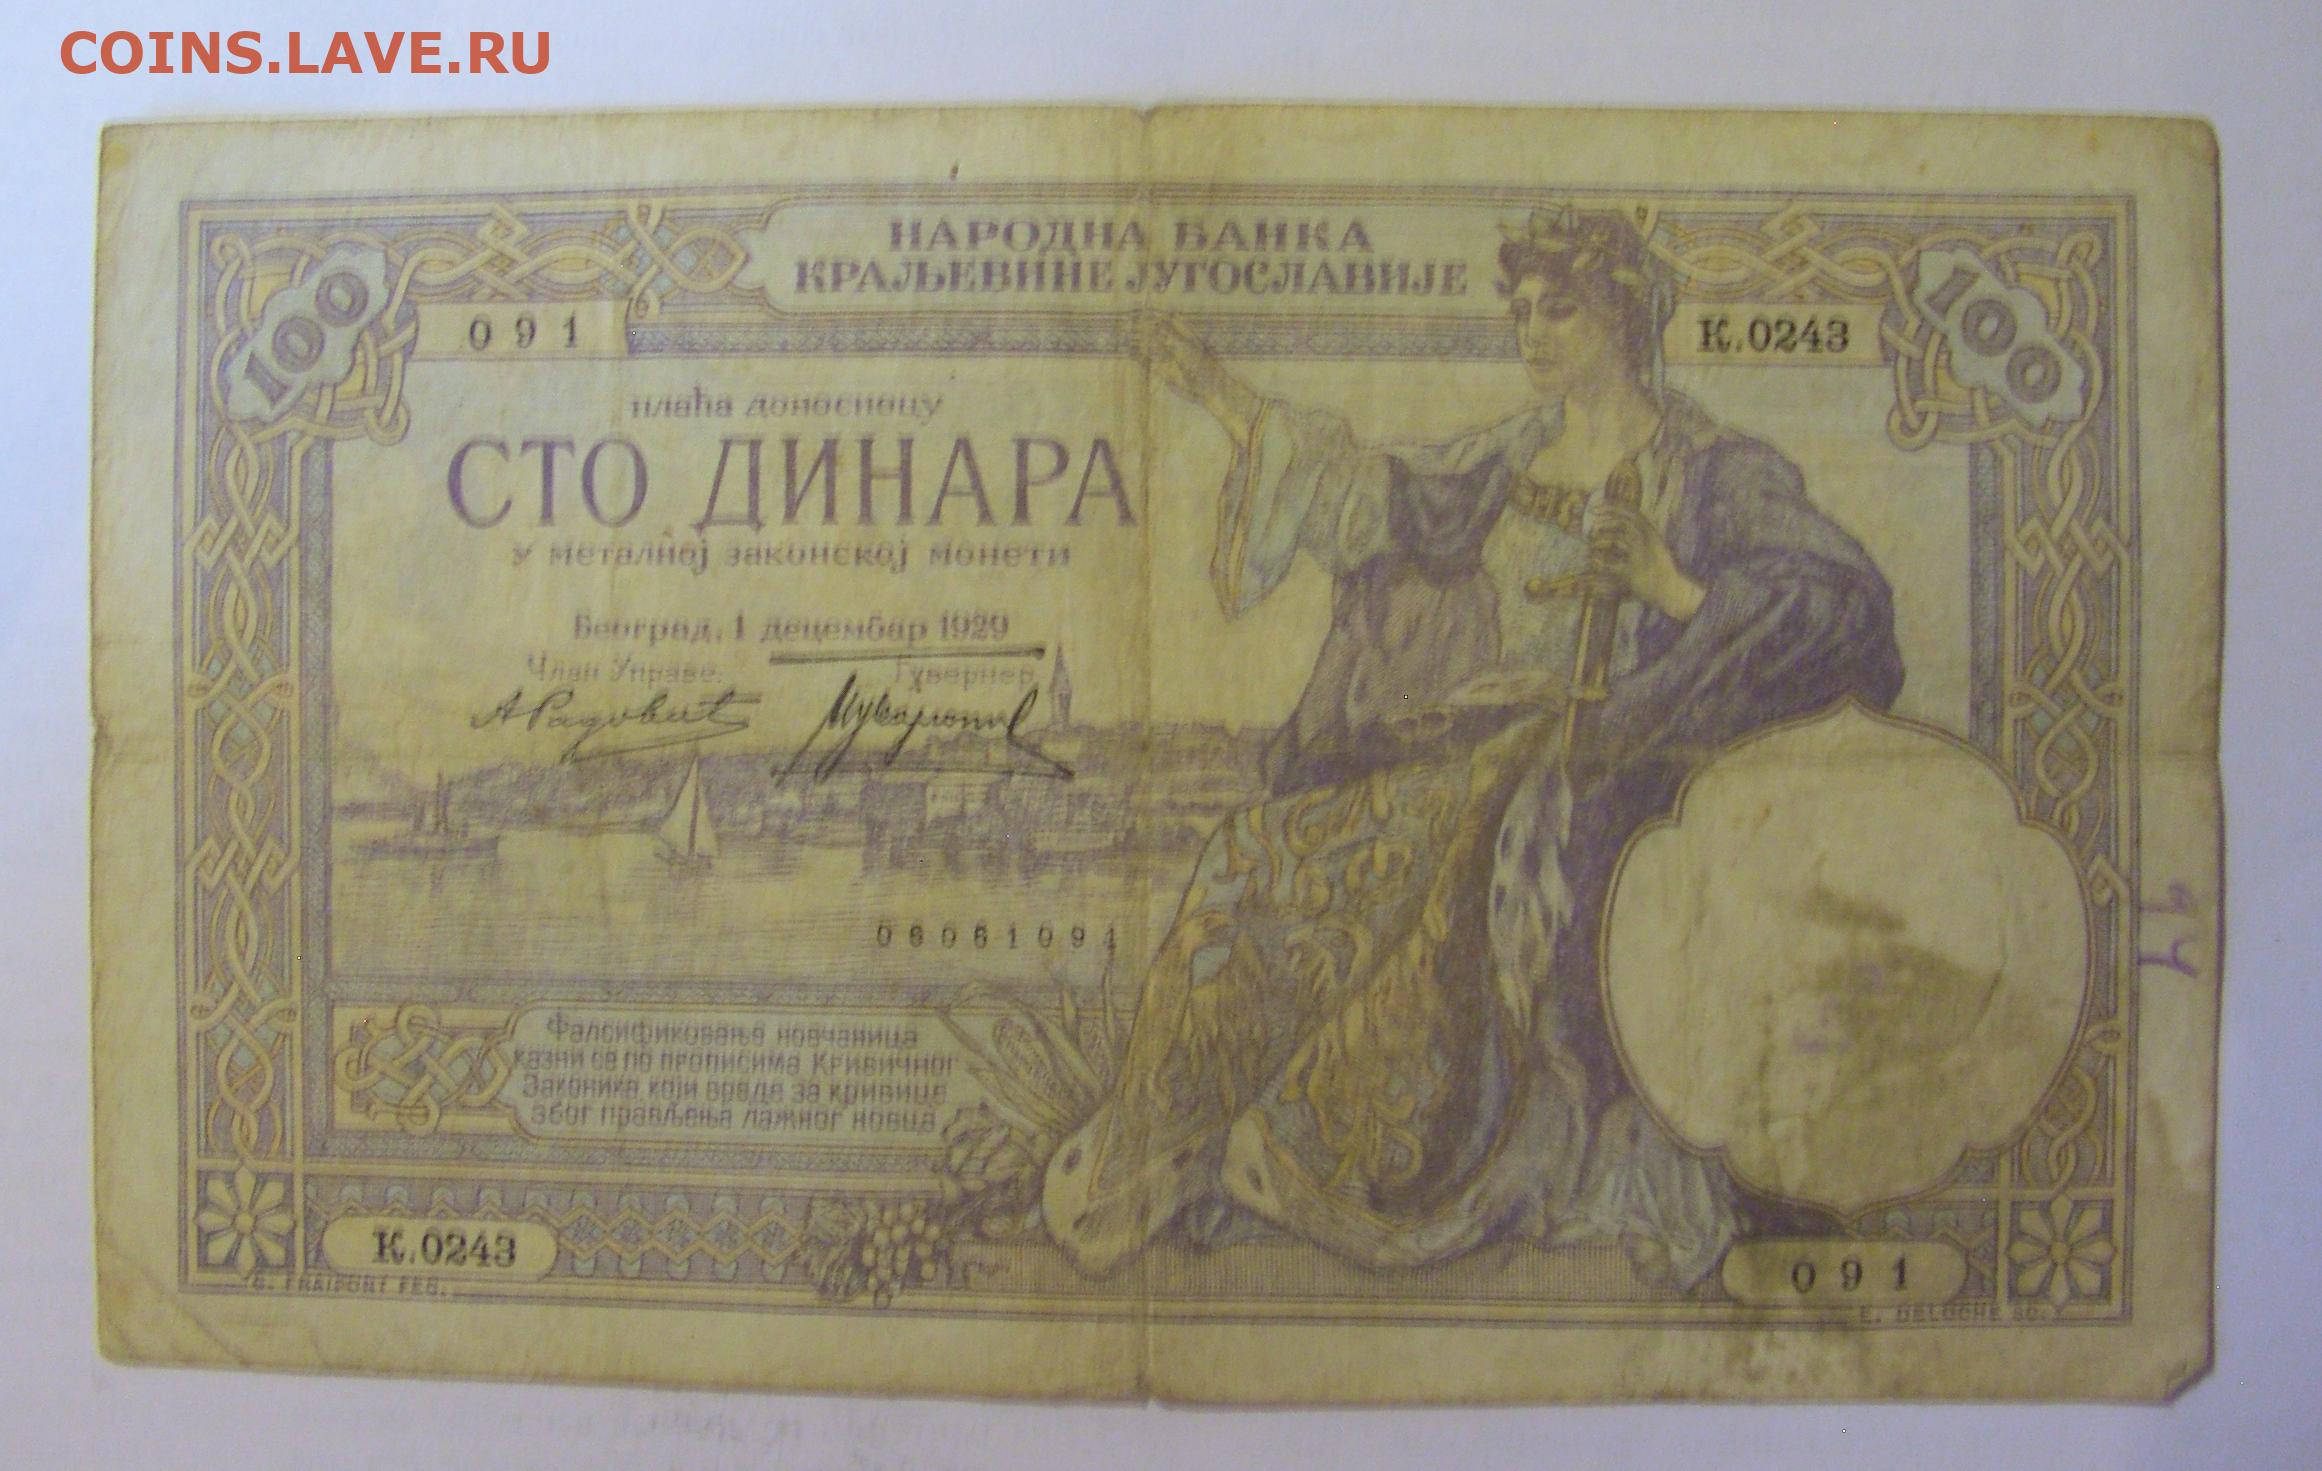 COINS.LAVE.RU
НАРОДНА БАНКА
КРАЉЕВИНЕ ЈУГОСЛАВИЈЕ
100
091
К.0243
100
плаћа доносиоцу
СТО ДИНАРА
у металној законској монети
Београд, 1 децембар 1929
Члан Управе.
Гувернер
А Радовић
06061091
Фалсификовање новчаница
казни се по прописима Кривичног
Законика који вреде за кривице
због прављења лажног новца
К.0243
091
G. FRAIPONT FEC.
E. DELOCHE SC.